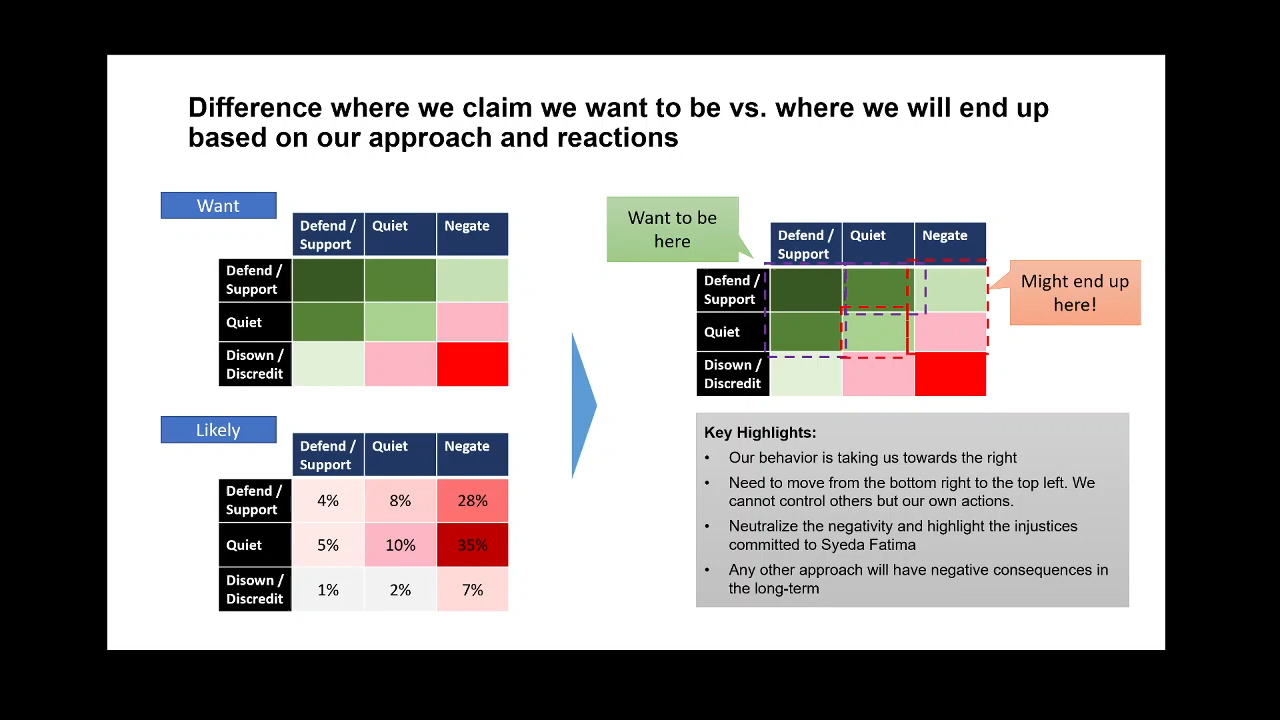 Difference where we claim we want to be vs. where we will end up
based on our approach and reactions
Want
Defend / Quiet Negate
Support
Defend /
Support
Quiet
Disown /
Discredit
Likely
Defend / Quiet Negate
Support
Defend / 4% 8% 28%
Support
Quiet 5% 10% 35%
Disown / 1% 2% 7%
Discredit
Want to be
here
Defend / Quiet Negate
Support
Defend /
Support
Quiet
Disown /
Discredit
Might end up
here!
Key Highlights:
• Our behavior is taking us towards the right
• Need to move from the bottom right to the top left. We
cannot control others but our own actions.
• Neutralize the negativity and highlight the injustices
committed to Syeda Fatima
• Any other approach will have negative consequences in
the long-term